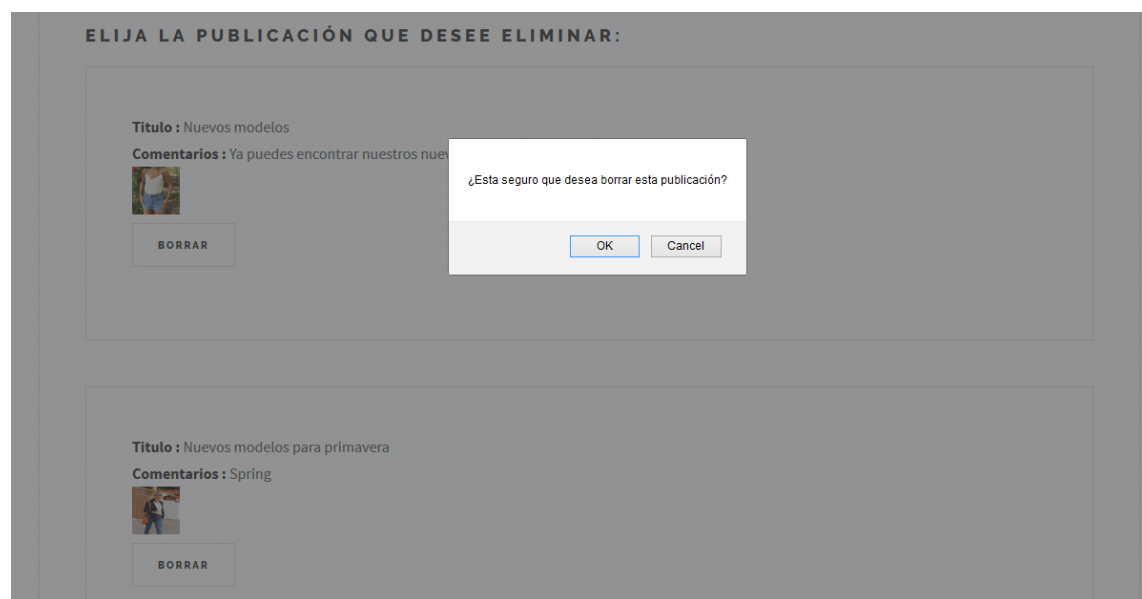 ELIJA LA PUBLICACIÓN QUE DESEE ELIMINAR:
Titulo : Nuevos modelos
Comentarios : Ya puedes encontrar nuestros
¿Esta seguro que desea borrar esta publicación?
OK Cancel
BORRAR
Titulo : Nuevos modelos para primavera
Comentarios : Spring
BORRAR